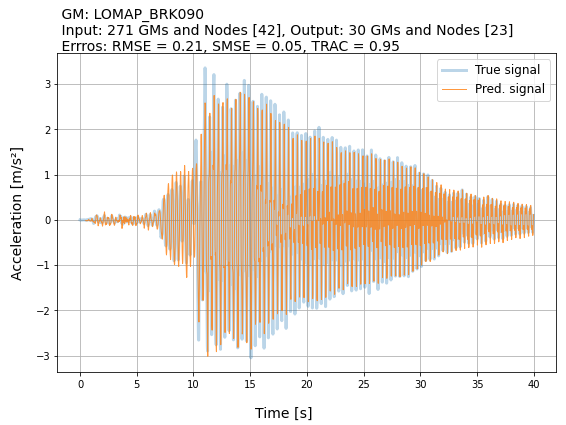 GM: LOMAP_BRK090
Input: 271 GMs and Nodes [42], Output: 30 GMs and Nodes [23]
Errros: RMSE = 0.21, SMSE = 0.05, TRAC = 0.95
True signal
Pred. signal
3
2
1
0
−1
−2
−3
Acceleration [m/s²]
0 5 10 15 20 25 30 35 40
Time [s]